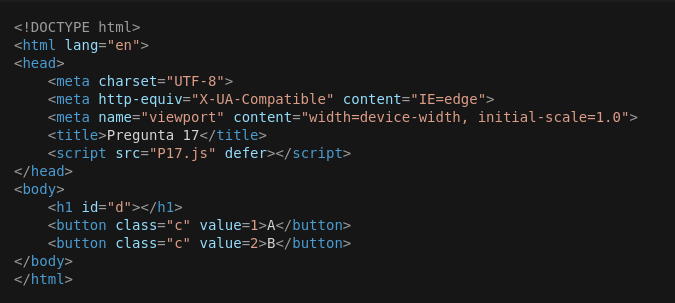 <!DOCTYPE html>
<html lang="en">
<head>
    <meta charset="UTF-8">
    <meta http-equiv="X-UA-Compatible" content="IE=edge">
    <meta name="viewport" content="width=device-width, initial-scale=1.0">
    <title>Pregunta 17</title>
    <script src="P17.js" defer></script>
</head>
<body>
    <h1 id="d"></h1>
    <button class="c" value=1>A</button>
    <button class="c" value=2>B</button>
</body>
</html>